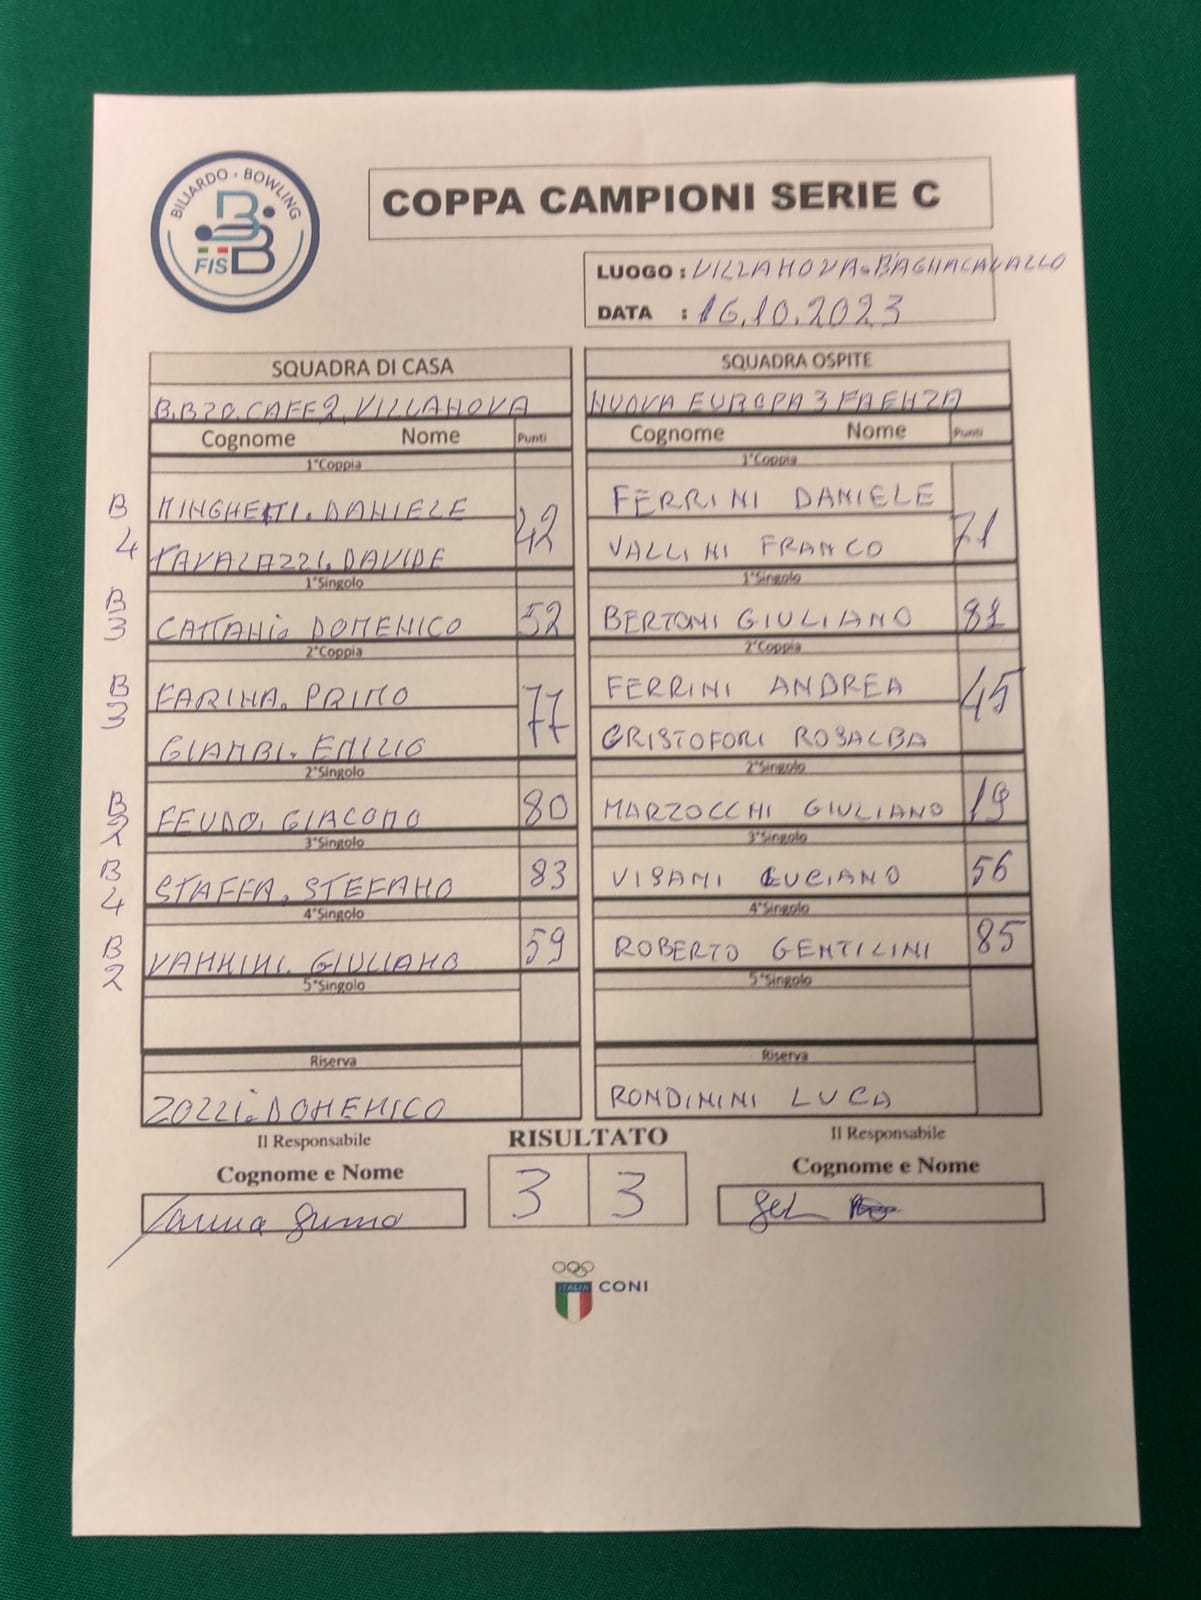 BILIARDO - BOWLING
FISBB
COPPA CAMPIONI SERIE C
LUOGO : VILLANOVA. BAGNACAVALLO
DATA : 16.10.2023
SQUADRA DI CASA
SQUADRA OSPITE
VILLANOVA
NUOVA EUROPA 3 FAENZA
Cognome Nome Punti
Cognome Nome Punti
1°Coppia
1°Coppia
B MINGHETTI. DANIELE
FERRINI DANIELE
4 TAVALAZZI. DAVIDE 42
VALLINI FRANCO 71
1°Singolo
1°Singolo
B 3 CATTANI. DOMENICO 52
BERTONI GIULIANO 81
2°Coppia
2°Coppia
B 3 FARINA. PRIMO 77
FERRINI ANDREA 45
GIAMBI. EMILIO
CRISTOFORI ROSALBA
2°Singolo
2°Singolo
B 2 FEUDO. GIACOMO 80
MARZOCCHI GIULIANO 19
3°Singolo
3°Singolo
B 4 STAFFA. STEFANO 83
VISANI LUCIANO 56
4°Singolo
4°Singolo
B 2 VANNINI. GIULIANO 59
ROBERTO GENTILINI 85
5°Singolo
5°Singolo
Riserva
Riserva
ZOLI. DOMENICO
RONDININI LUCA
Il Responsabile
RISULTATO
Il Responsabile
Cognome e Nome
3 3
Cognome e Nome
Farina Primo
ITALIA CONI